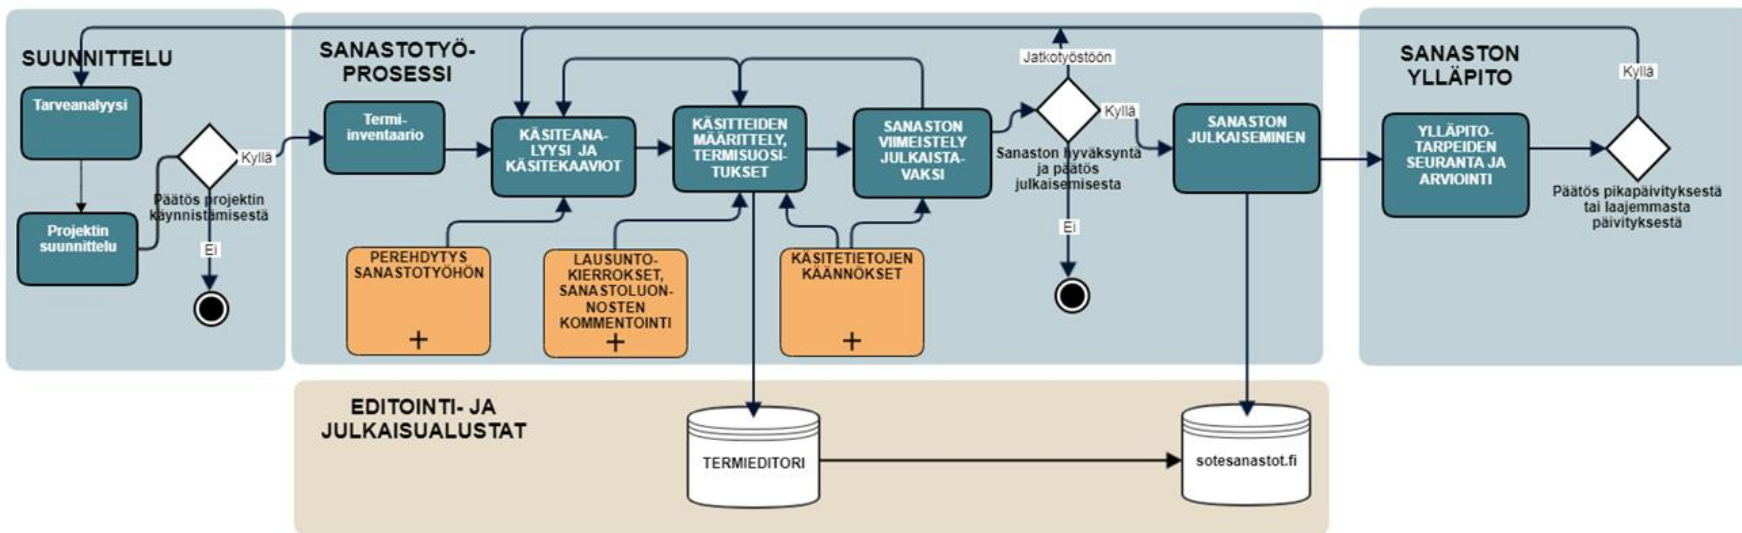 SUUNNITTELU
Tarveanalyysi
Projektin
suunnittelu
Kyllä
Päätös projektin
käynnistämisestä
Ei
SANASTOTYÖ-
PROSESSI
Termi-
inventaario
KÄSITEANA-
LYYSI JA
KÄSITEKAAVIOT
KÄSITTEIDEN
MÄÄRITTELY,
TERMISUOSI-
TUKSET
SANASTON
VIIMEISTELY
JULKAISTA-
VAKSI
Jatkotyöstöön
Kyllä
Sanaston hyväksyntä
ja päätös
julkaisemisesta
Ei
SANASTON
JULKAISEMINEN
PEREHDYTYS
SANASTOTYÖHÖN
+
LAUSUNTO-
KIERROKSET,
SANASTOLUON-
NOSTEN
KOMMENTOINTI
+
KÄSITETIETOJEN
KÄÄNNÖKSET
+
SANASTON
YLLÄPITO
YLLÄPITO-
TARPEIDEN
SEURANTA JA
ARVIOINTI
Kyllä
Päätös pikapäivityksestä
tai laajemmasta
päivityksestä
EDITOINTI- JA
JULKAISUALUSTAT
TERMIEDITORI
sotesanastot.fi